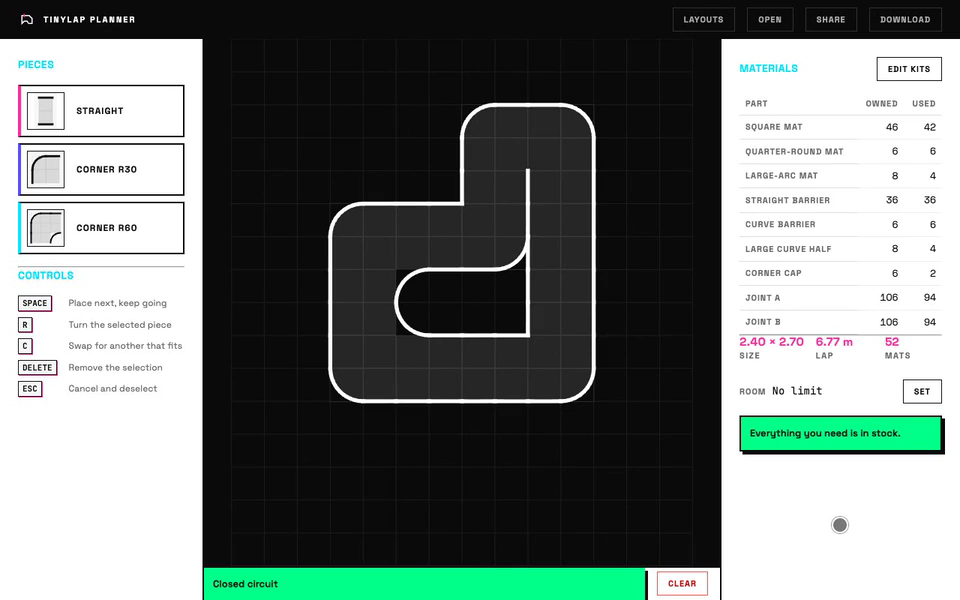 TINYLAP PLANNER
LAYOUTS
OPEN
SHARE
DOWNLOAD
PIECES
STRAIGHT
CORNER R30
CORNER R60
CONTROLS
SPACE Place next, keep going
R Turn the selected piece
C Swap for another that fits
DELETE Remove the selection
ESC Cancel and deselect
Closed circuit
CLEAR
MATERIALS
EDIT KITS
PART OWNED USED
SQUARE MAT 46 42
QUARTER-ROUND MAT 6 6
LARGE-ARC MAT 8 4
STRAIGHT BARRIER 36 36
CURVE BARRIER 6 6
LARGE CURVE HALF 8 4
CORNER CAP 6 2
JOINT A 106 94
JOINT B 106 94
2.40 × 2.70 6.77 m 52
SIZE LAP MATS
ROOM No limit SET
Everything you need is in stock.